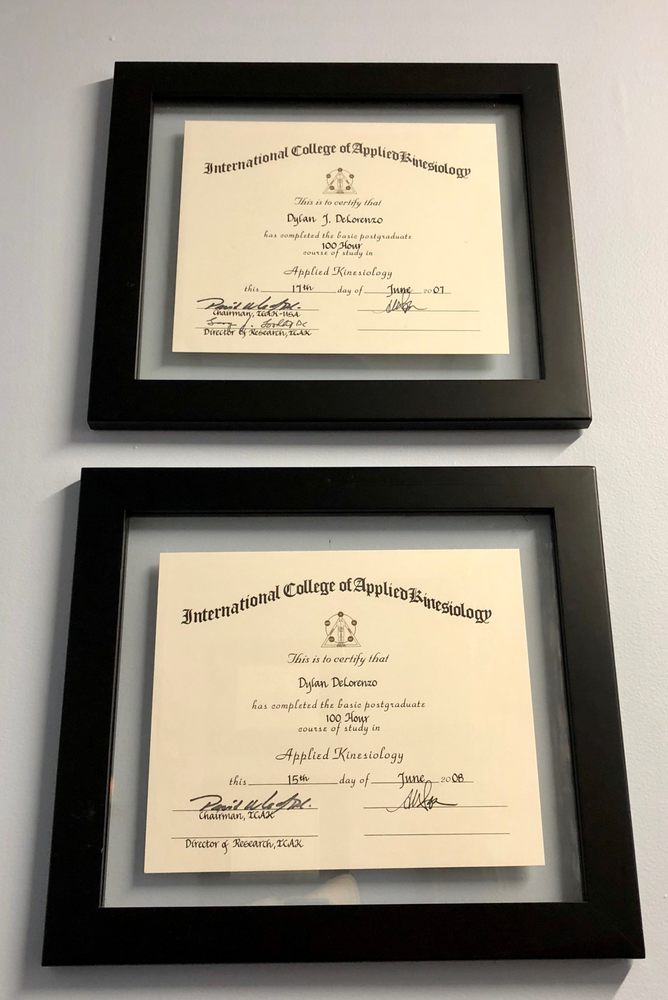 International College of Applied Kinesiology
This is to certify that
Dylan J. DeLorenzo
has completed the basic postgraduate
100 Hour
course of study in
Applied Kinesiology
this 17th day of June 2007
Chairman, ICAK-USA
Director of Research, ICAK
International College of Applied Kinesiology
This is to certify that
Dylan DeLorenzo
has completed the basic postgraduate
100 Hour
course of study in
Applied Kinesiology
this 15th day of June 2008
Chairman, ICAK
Director of Research, ICAK